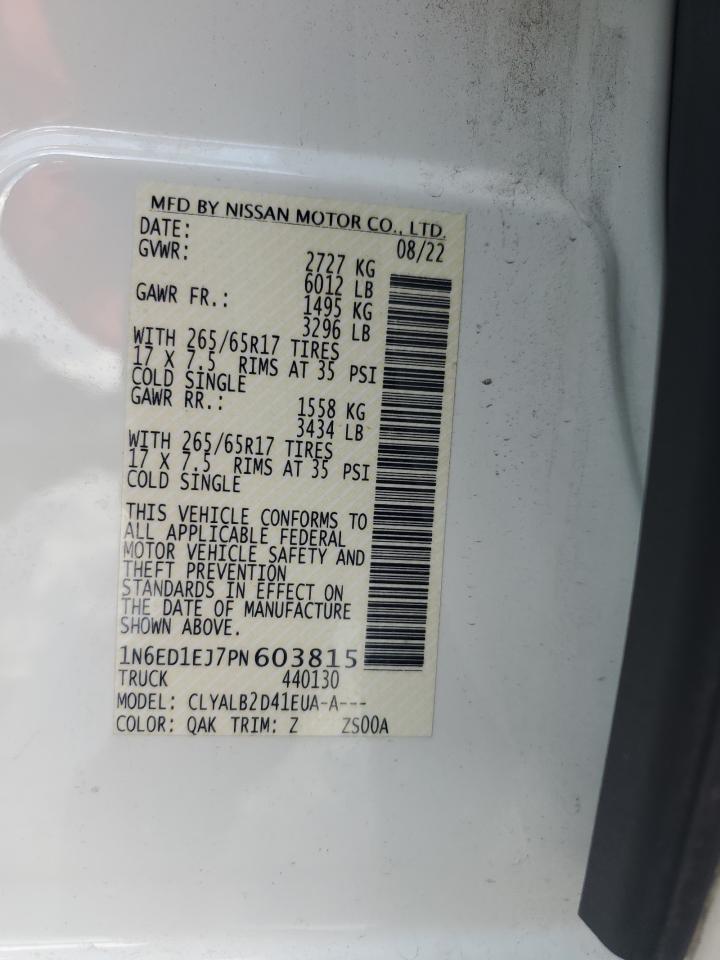 MFD BY NISSAN MOTOR CO., LTD.
DATE: 08/22
GVWR: 2727 KG
6012 LB
GAWR FR.: 1495 KG
3296 LB
WITH 265/65R17 TIRES
17 X 7.5 RIMS AT 35 PSI
COLD SINGLE
GAWR RR.: 1558 KG
3434 LB
WITH 265/65R17 TIRES
17 X 7.5 RIMS AT 35 PSI
COLD SINGLE
THIS VEHICLE CONFORMS TO
ALL APPLICABLE FEDERAL
MOTOR VEHICLE SAFETY AND
THEFT PREVENTION
STANDARDS IN EFFECT ON
THE DATE OF MANUFACTURE
SHOWN ABOVE.
1N6ED1EJ7PN603815
TRUCK 440130
MODEL: CLYALB2D41EUA-A---
COLOR: QAK TRIM: Z ZS00A